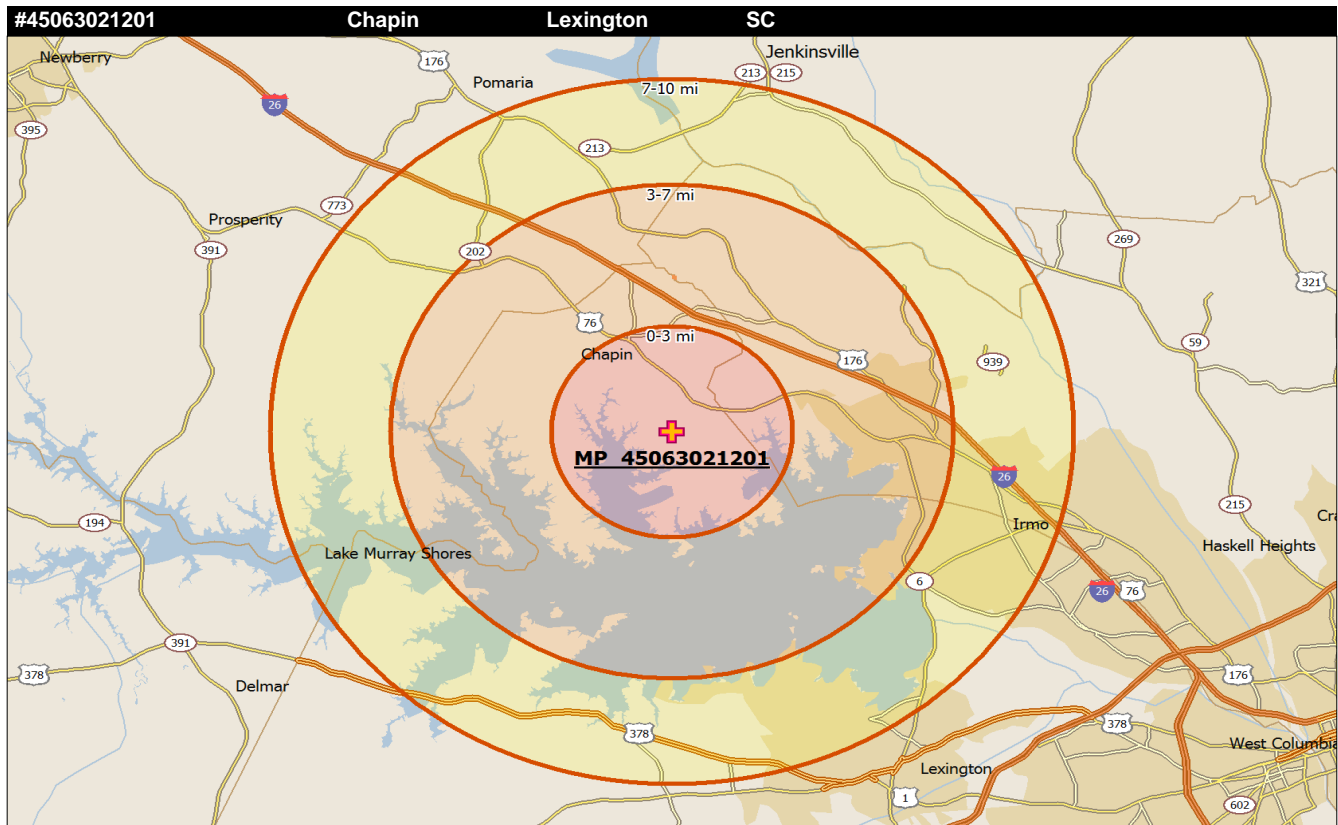 #45063021201 Chapin Lexington SC
Newberry
176
Jenkinsville
Pomaria
213 215
7-10 mi
26
395
213
3-7 mi
773
Prosperity
391
202
269
321
76
0-3 mi
59
Chapin
176
939
MP 45063021201
26
215
194
Irmo
Haskell Heights
Lake Murray Shores
6
26 76
391
378
176
Delmar
378
378
West Columbia
Lexington
1
602